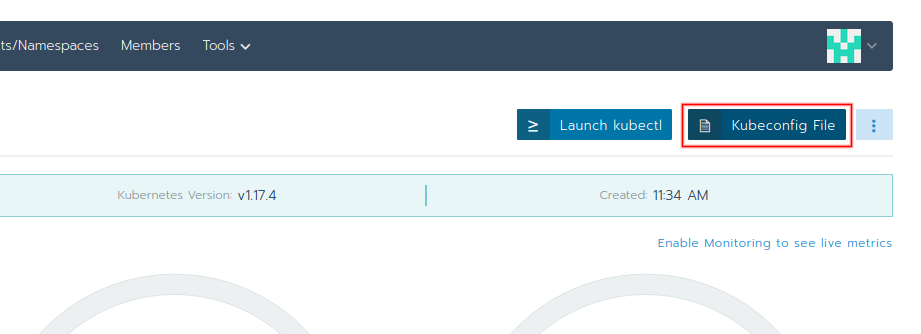 ts/Namespaces Members Tools
Launch kubectl Kubeconfig File
Kubernetes Version: v1.17.4 Created: 11:34 AM
Enable Monitoring to see live metrics